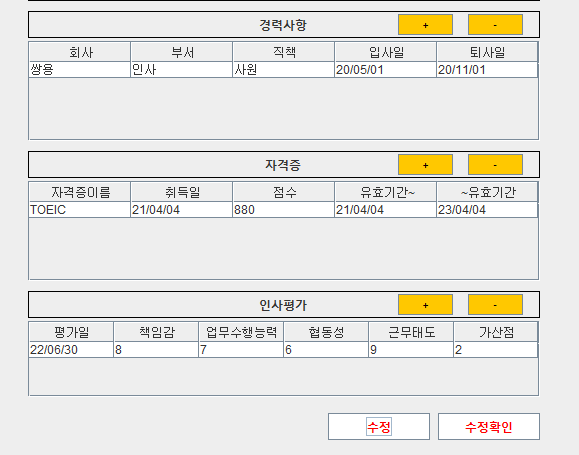 경력사항 + -
회사 부서 직책 입사일 퇴사일
쌍용 인사 사원 20/05/01 20/11/01
자격증 + -
자격증이름 취득일 점수 유효기간~ ~유효기간
TOEIC 21/04/04 880 21/04/04 23/04/04
인사평가 + -
평가일 책임감 업무수행능력 협동성 근무태도 가산점
22/06/30 8 7 6 9 2
수정 수정확인